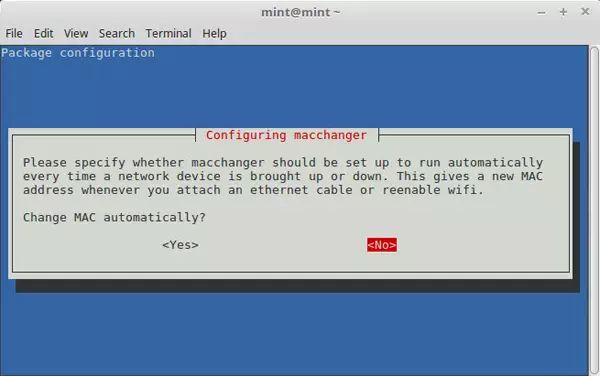 mint@mint ~
File Edit View Search Terminal Help
Package configuration
Configuring macchanger
Please specify whether macchanger should be set up to run automatically
every time a network device is brought up or down. This gives a new MAC
address whenever you attach an ethernet cable or reenable wifi.
Change MAC automatically?
<Yes> <No>